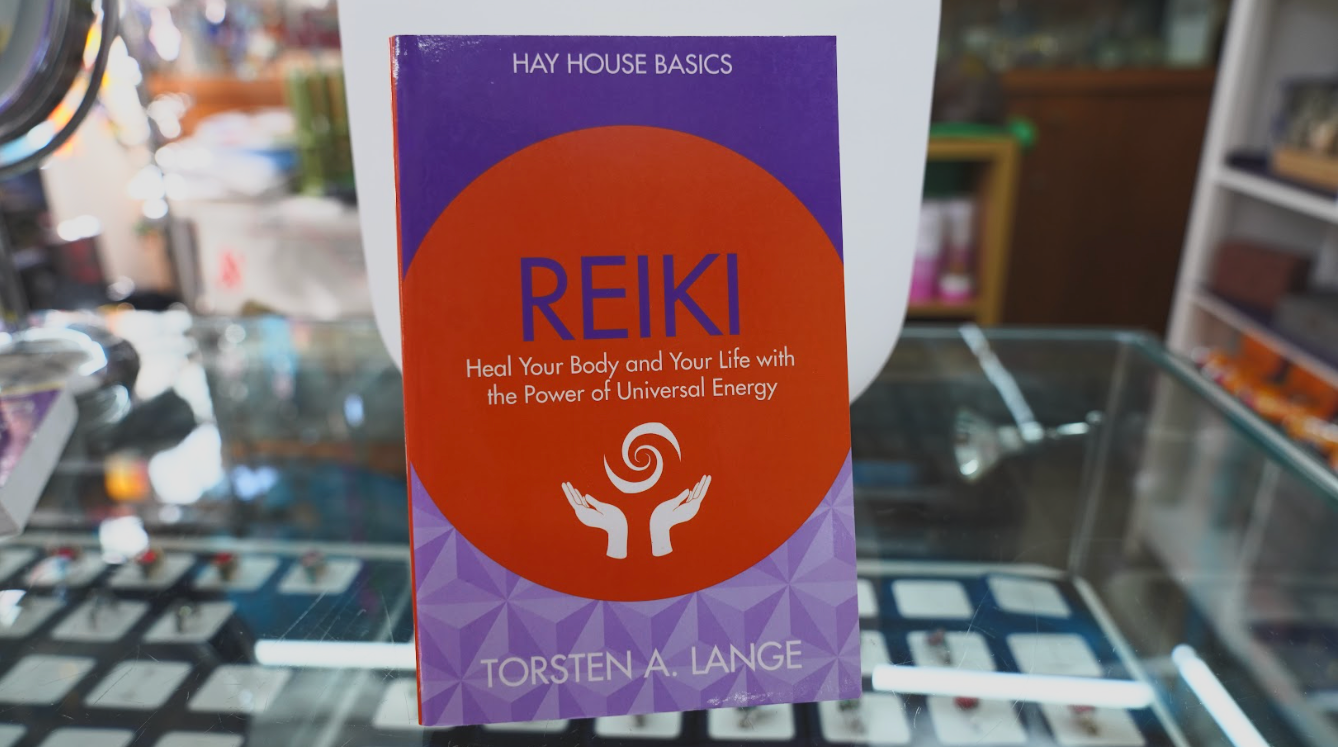 HAY HOUSE BASICS
REIKI
Heal Your Body and Your Life with
the Power of Universal Energy
TORSTEN A. LANGE